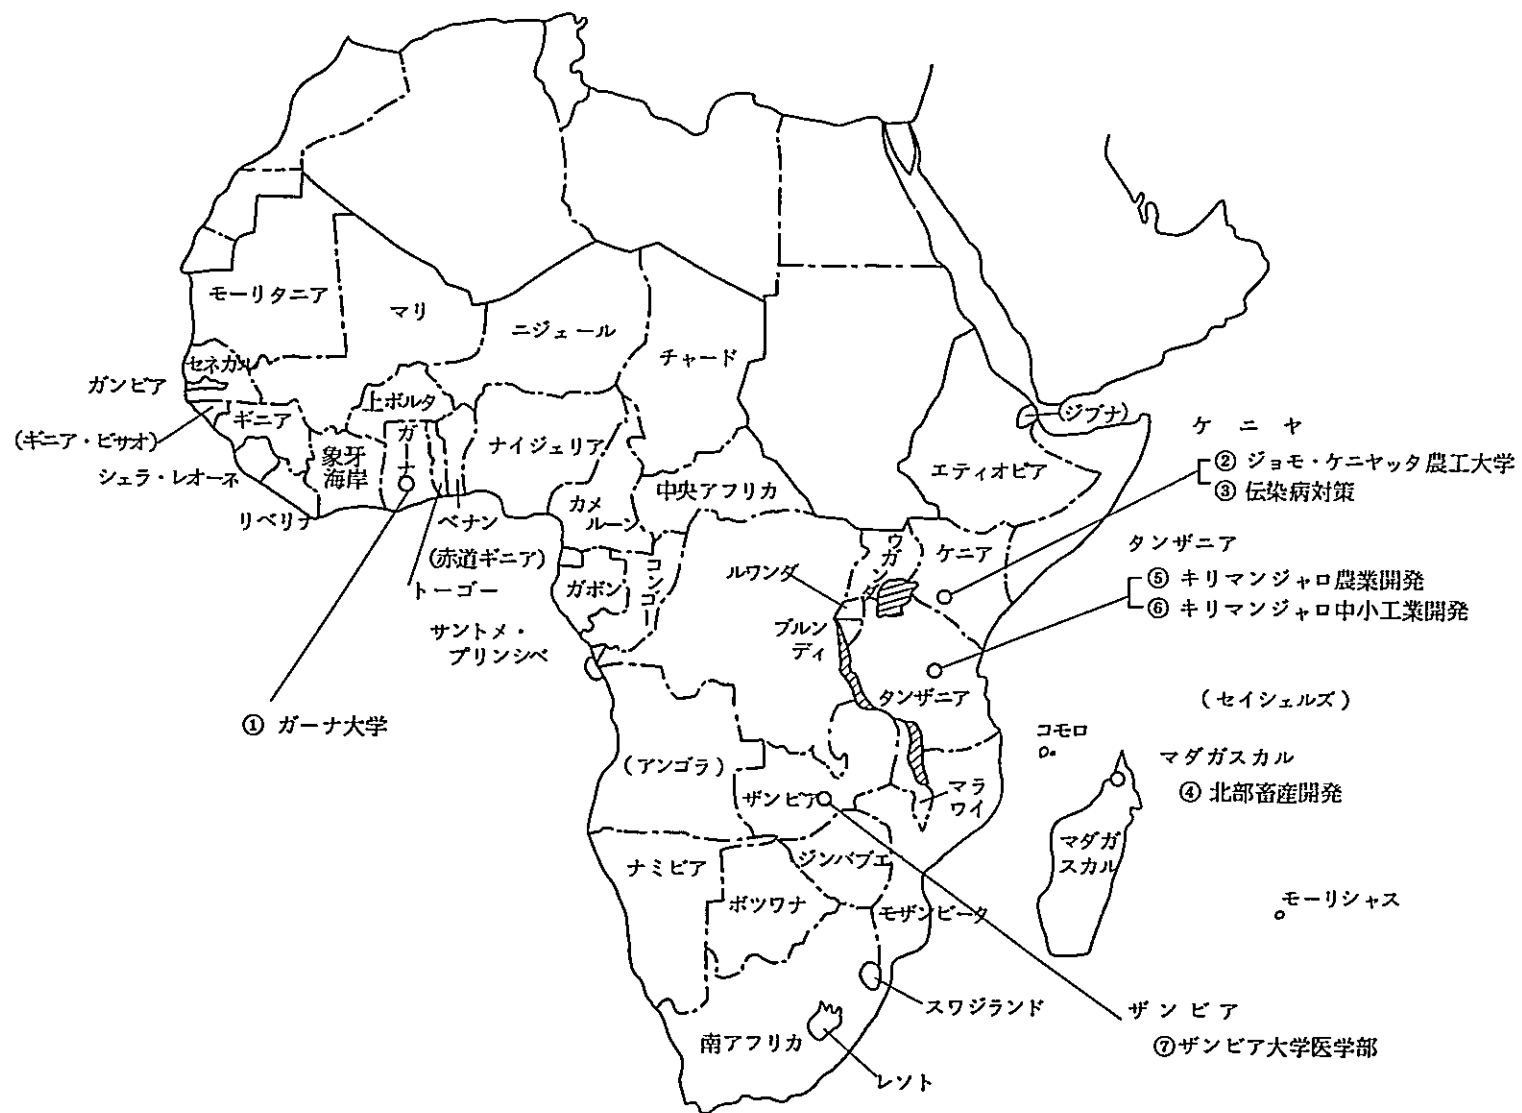 モーリタニア
マリ
ニジェール
チャード
セネガル
ガンビア
上ボルタ
(ジブチ)
ギニア
(ギニア・ビサオ)
ガーナ
ナイジェリア
ケニヤ
② ジョモ・ケニヤッタ農工大学
③ 伝染病対策
象牙
海岸
シェラ・レオーネ
エティオピア
中央アフリカ
カメ
ルーン
リベリナ
ベナン
ウガンダ
ケニア
タンザニア
(赤道ギニア)
コンゴー
ルワンダ
⑤ キリマンジャロ農業開発
トーゴー
ガボン
⑥ キリマンジャロ中小工業開発
サントメ・
プリンシペ
ブルン
ディ
タンザニア
(セイシェルズ)
① ガーナ大学
コモロ
マダガスカル
(アンゴラ)
④ 北部畜産開発
ザンビア
マラ
ワイ
マダガ
スカル
ナミビア
ジンバブエ
ボツワナ
モザンビータ
モーリシャス
スワジランド
ザンビア
南アフリカ
⑦ザンビア大学医学部
レソト